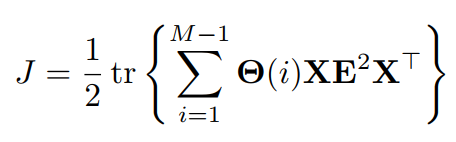 $J = \frac{1}{2} \operatorname{tr} \left\{ \sum_{i=1}^{M-1} \mathbf{\Theta}(i) \mathbf{X} \mathbf{E}^2 \mathbf{X}^\top \right\}$